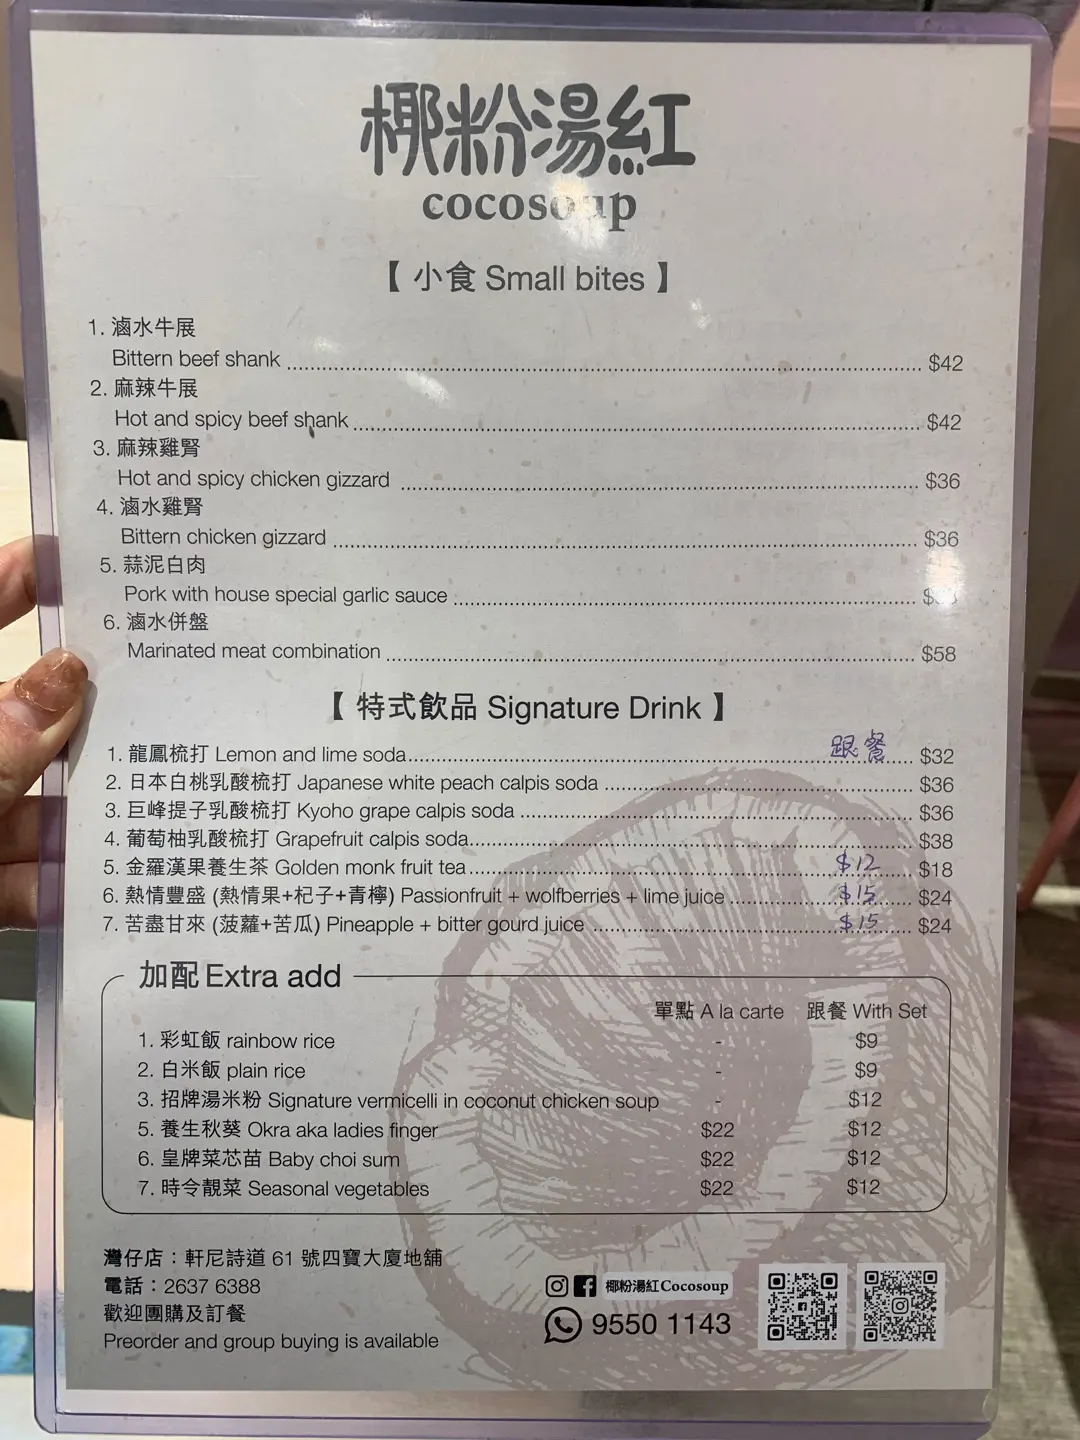 椰粉湯紅
cocosoup
【 小食 Small bites 】
1. 滷水牛展
Bittern beef shank ........ $42
2. 麻辣牛展
Hot and spicy beef shank ........ $42
3. 麻辣雞腎
Hot and spicy chicken gizzard ........ $36
4. 滷水雞腎
Bittern chicken gizzard ........ $36
5. 蒜泥白肉
Pork with house special garlic sauce ........
6. 滷水併盤
Marinated meat combination ........ $58
【 特式飲品 Signature Drink 】
跟餐
1. 龍鳳梳打 Lemon and lime soda ........ $32
2. 日本白桃乳酸梳打 Japanese white peach calpis soda ........ $36
3. 巨峰提子乳酸梳打 Kyoho grape calpis soda ........ $36
4. 葡萄柚乳酸梳打 Grapefruit calpis soda ........ $38
5. 金羅漢果養生茶 Golden monk fruit tea ........ $12 $18
6. 熱情豐盛 (熱情果+杞子+青檸) Passionfruit + wolfberries + lime juice ........ $15 $24
7. 苦盡甘來 (菠蘿+苦瓜) Pineapple + bitter gourd juice ........ $15 $24
加配 Extra add
單點 A la carte 跟餐 With Set
1. 彩虹飯 rainbow rice - $9
2. 白米飯 plain rice - $9
3. 招牌湯米粉 Signature vermicelli in coconut chicken soup - $12
5. 養生秋葵 Okra aka ladies finger $22 $12
6. 皇牌菜芯苗 Baby choi sum $22 $12
7. 時令靚菜 Seasonal vegetables $22 $12
灣仔店：軒尼詩道 61 號四寶大廈地舖
電話：2637 6388
歡迎團購及訂餐
Preorder and group buying is available
椰粉湯紅Cocosoup
9550 1143